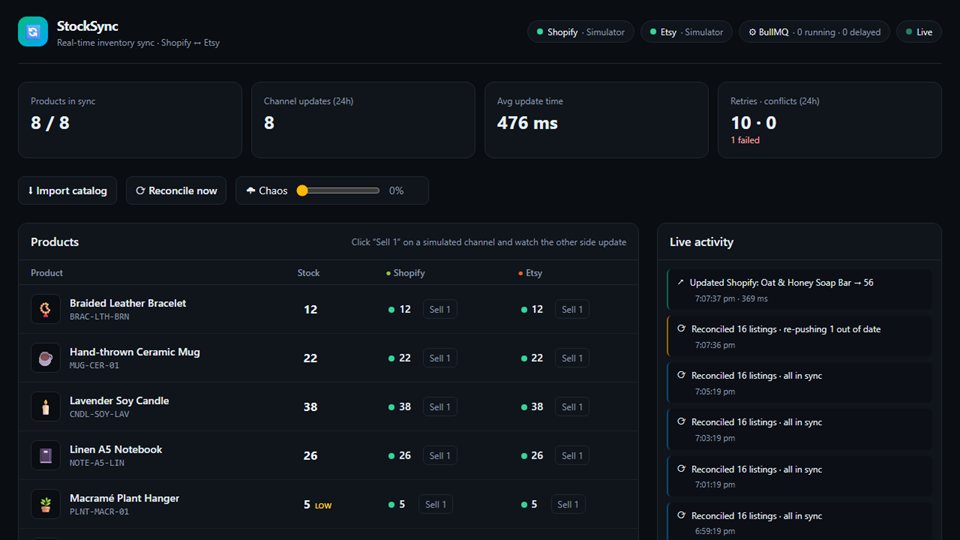 StockSync
Real-time inventory sync · Shopify ↔ Etsy
Shopify · Simulator
Etsy · Simulator
BullMQ · 0 running · 0 delayed
Live
Products in sync
8 / 8
Channel updates (24h)
8
Avg update time
476 ms
Retries · conflicts (24h)
10 · 0
1 failed
⬇ Import catalog
Reconcile now
Chaos
0%
Products
Click "Sell 1" on a simulated channel and watch the other side update
Product Stock Shopify Etsy
Braided Leather Bracelet
BRAC-LTH-BRN
12 12 Sell 1 12 Sell 1
Hand-thrown Ceramic Mug
MUG-CER-01
22 22 Sell 1 22 Sell 1
Lavender Soy Candle
CNDL-SOY-LAV
38 38 Sell 1 38 Sell 1
Linen A5 Notebook
NOTE-A5-LIN
26 26 Sell 1 26 Sell 1
Macramé Plant Hanger
PLNT-MACR-01
5 LOW 5 Sell 1 5 Sell 1
Live activity
Updated Shopify: Oat & Honey Soap Bar → 56
7:07:37 pm · 369 ms
Reconciled 16 listings · re-pushing 1 out of date
7:07:36 pm
Reconciled 16 listings · all in sync
7:05:19 pm
Reconciled 16 listings · all in sync
7:03:19 pm
Reconciled 16 listings · all in sync
7:01:19 pm
Reconciled 16 listings · all in sync
6:59:19 pm